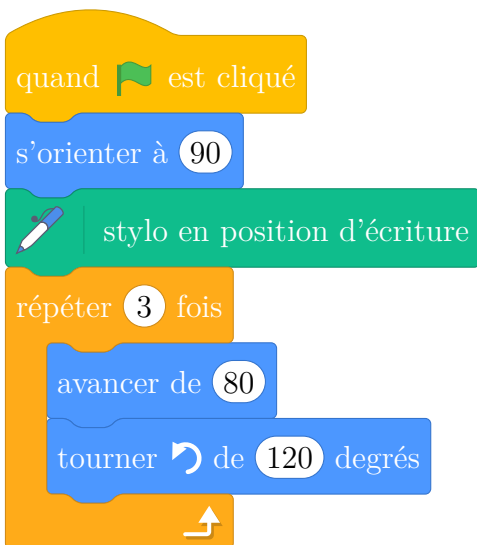 quand est cliqué
s'orienter à 90
stylo en position d'écriture
répéter 3 fois
avancer de 80
tourner de 120 degrés